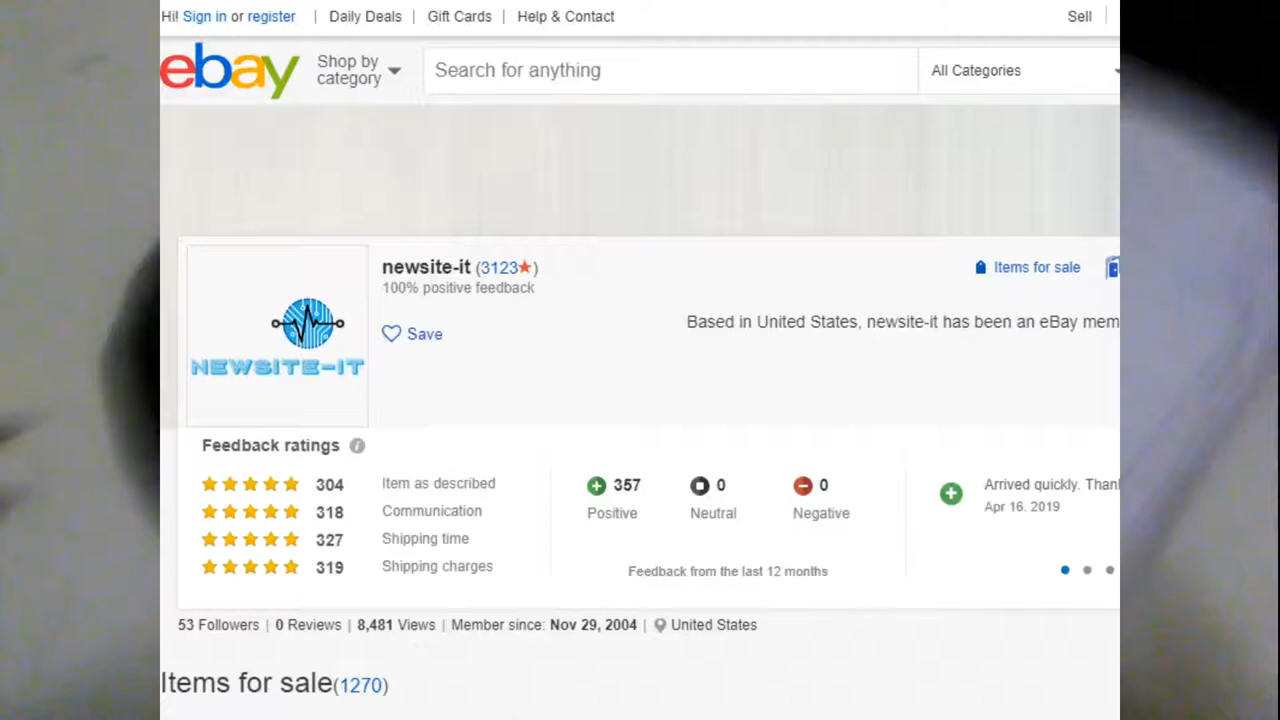 Hi! Sign in or register | Daily Deals | Gift Cards | Help & Contact Sell
ebay Shop by category Search for anything All Categories
newsite-it (3123)
100% positive feedback
Items for sale
Save
Based in United States, newsite-it has been an eBay mem
NEWSITE-IT
Feedback ratings
304 Item as described
318 Communication
327 Shipping time
319 Shipping charges
357 Positive
0 Neutral
0 Negative
Feedback from the last 12 months
Arrived quickly. Than
Apr 16. 2019
53 Followers | 0 Reviews | 8,481 Views | Member since: Nov 29, 2004 | United States
Items for sale(1270)